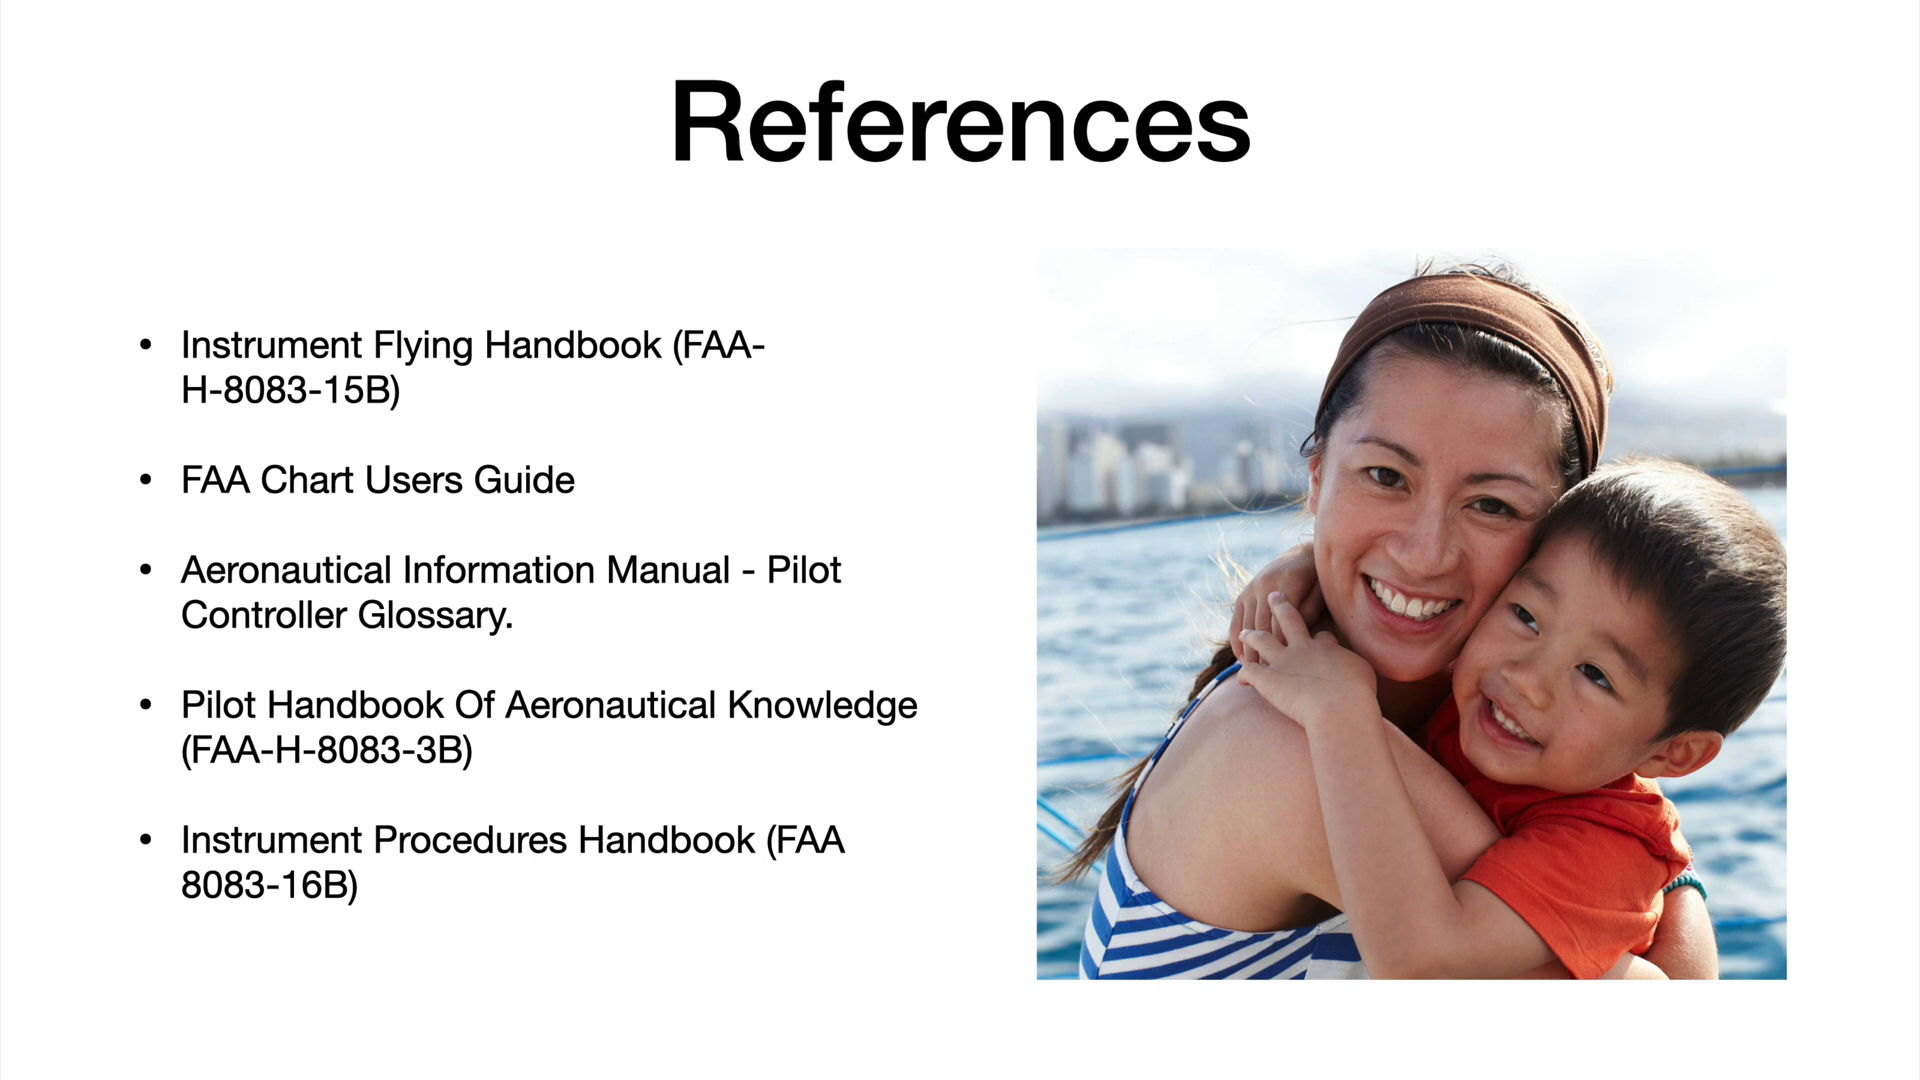 References
• Instrument Flying Handbook (FAA-
H-8083-15B)
• FAA Chart Users Guide
• Aeronautical Information Manual - Pilot
Controller Glossary.
• Pilot Handbook Of Aeronautical Knowledge
(FAA-H-8083-3B)
• Instrument Procedures Handbook (FAA
8083-16B)